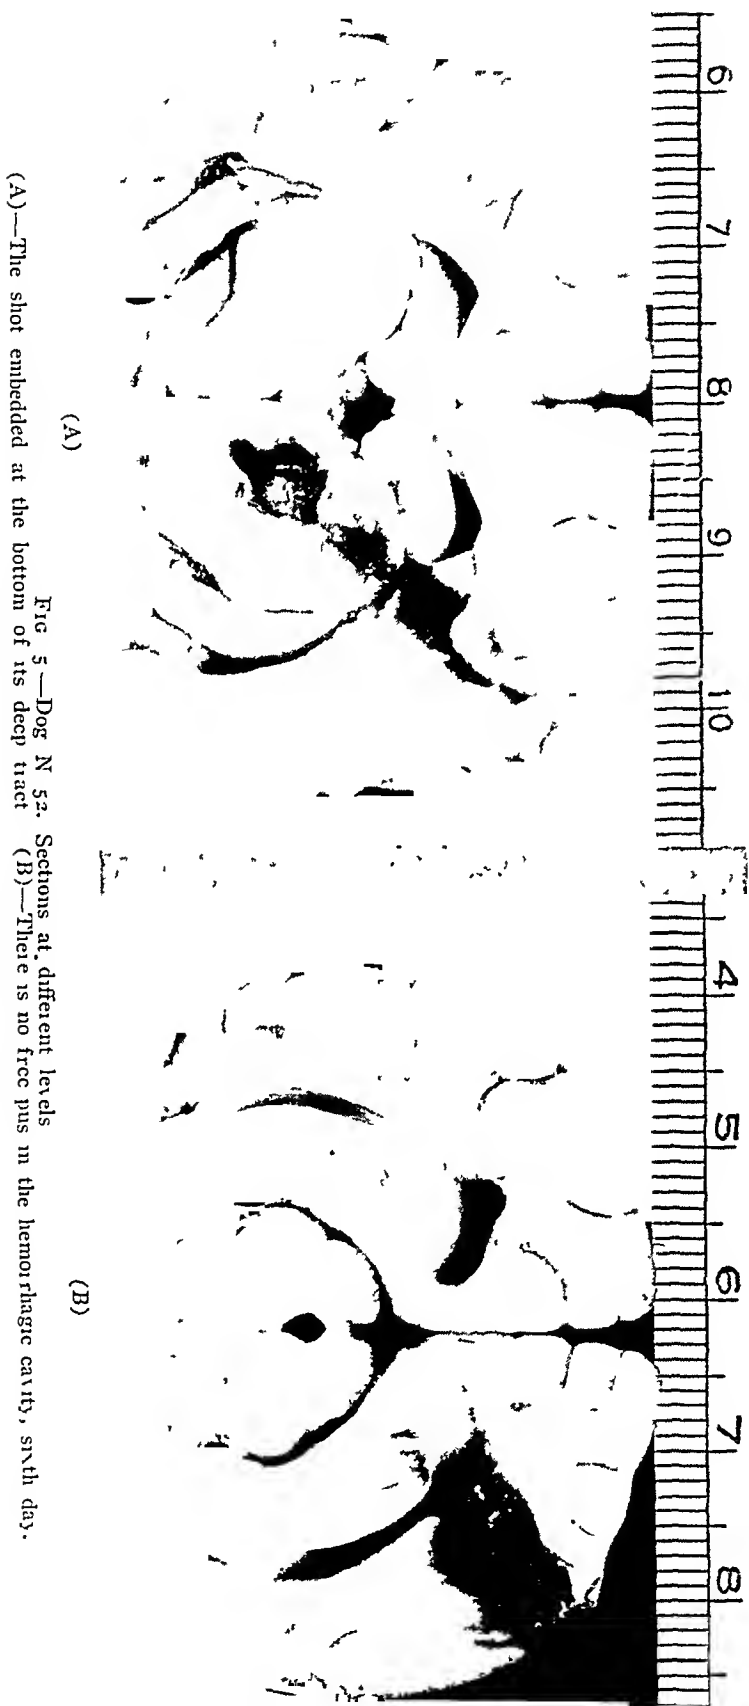 6 7 8 9 10
4 5 6 7 8
(A) (B)
FIG 5 —Dog N 52. Sections at different levels
(A)—The shot embedded at the bottom of its deep tract (B)—There is no free pus in the hemorrhagic cavity, sixth day.